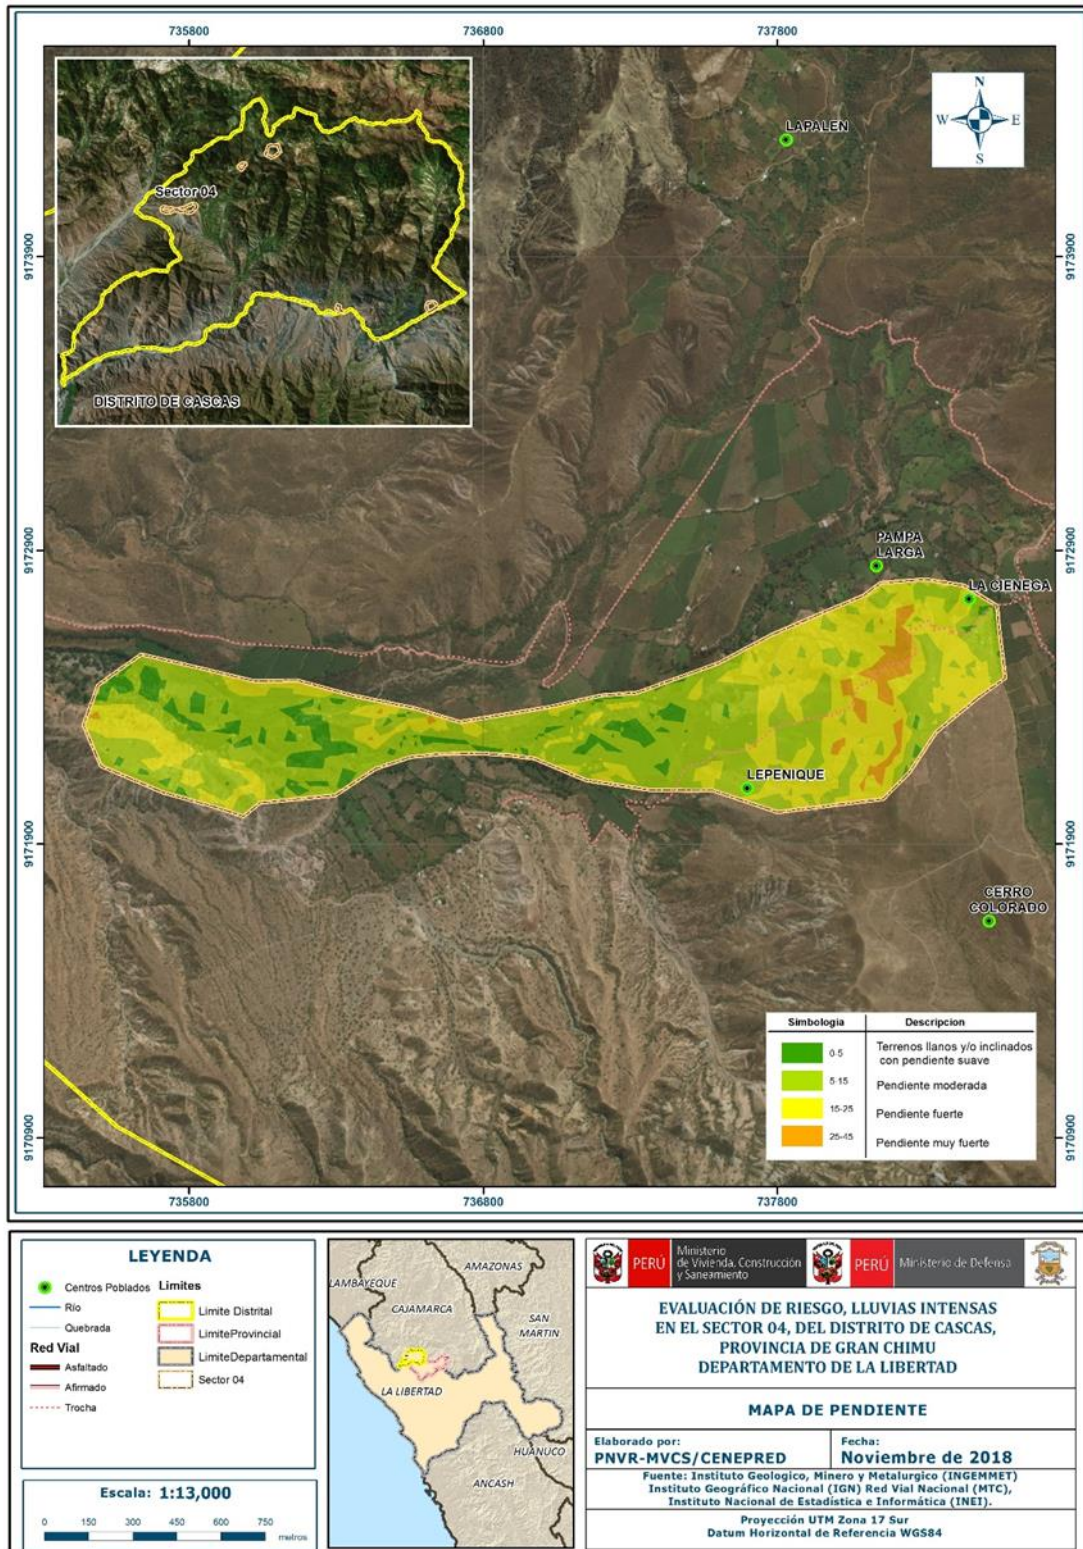 735800
736800
737800
9173900
9172900
9171900
9170900
Sector 04
DISTRITO DE CASCAS
N
W
E
S
LAPALEN
9173900
9172900
9171900
9170900
PAMPA
LARGA
LA CIENEGA
LEPENIQUE
CERRO
COLORADO
Simbologia
Descripcion
0-5
Terrenos llanos y/o inclinados
con pendiente suave
5-15
Pendiente moderada
15-25
Pendiente fuerte
25-45
Pendiente muy fuerte
735800
736800
737800
LEYENDA
Centros Poblados
Río
Quebrada
Red Vial
Asfaltado
Afirmado
Trocha
Limites
Limite Distrital
LimiteProvincial
LimiteDepartamental
Sector 04
Escala: 1:13,000
0 150 300 450 600 750
metros
LAMBAYEQUE
AMAZONAS
CAJAMARCA
SAN
MARTIN
LA LIBERTAD
HUANUCO
ANCASH
PERÚ
Ministerio
de Vivienda, Construcción
y Saneamiento
PERÚ
Ministerio de Defensa
EVALUACIÓN DE RIESGO, LLUVIAS INTENSAS
EN EL SECTOR 04, DEL DISTRITO DE CASCAS,
PROVINCIA DE GRAN CHIMU
DEPARTAMENTO DE LA LIBERTAD
MAPA DE PENDIENTE
Elaborado por:
PNVR-MVCS/CENEPRED
Fecha:
Noviembre de 2018
Fuente: Instituto Geologico, Minero y Metalurgico (INGEMMET)
Instituto Geográfico Nacional (IGN) Red Vial Nacional (MTC),
Instituto Nacional de Estadística e Informática (INEI).
Proyección UTM Zona 17 Sur
Datum Horizontal de Referencia WGS84